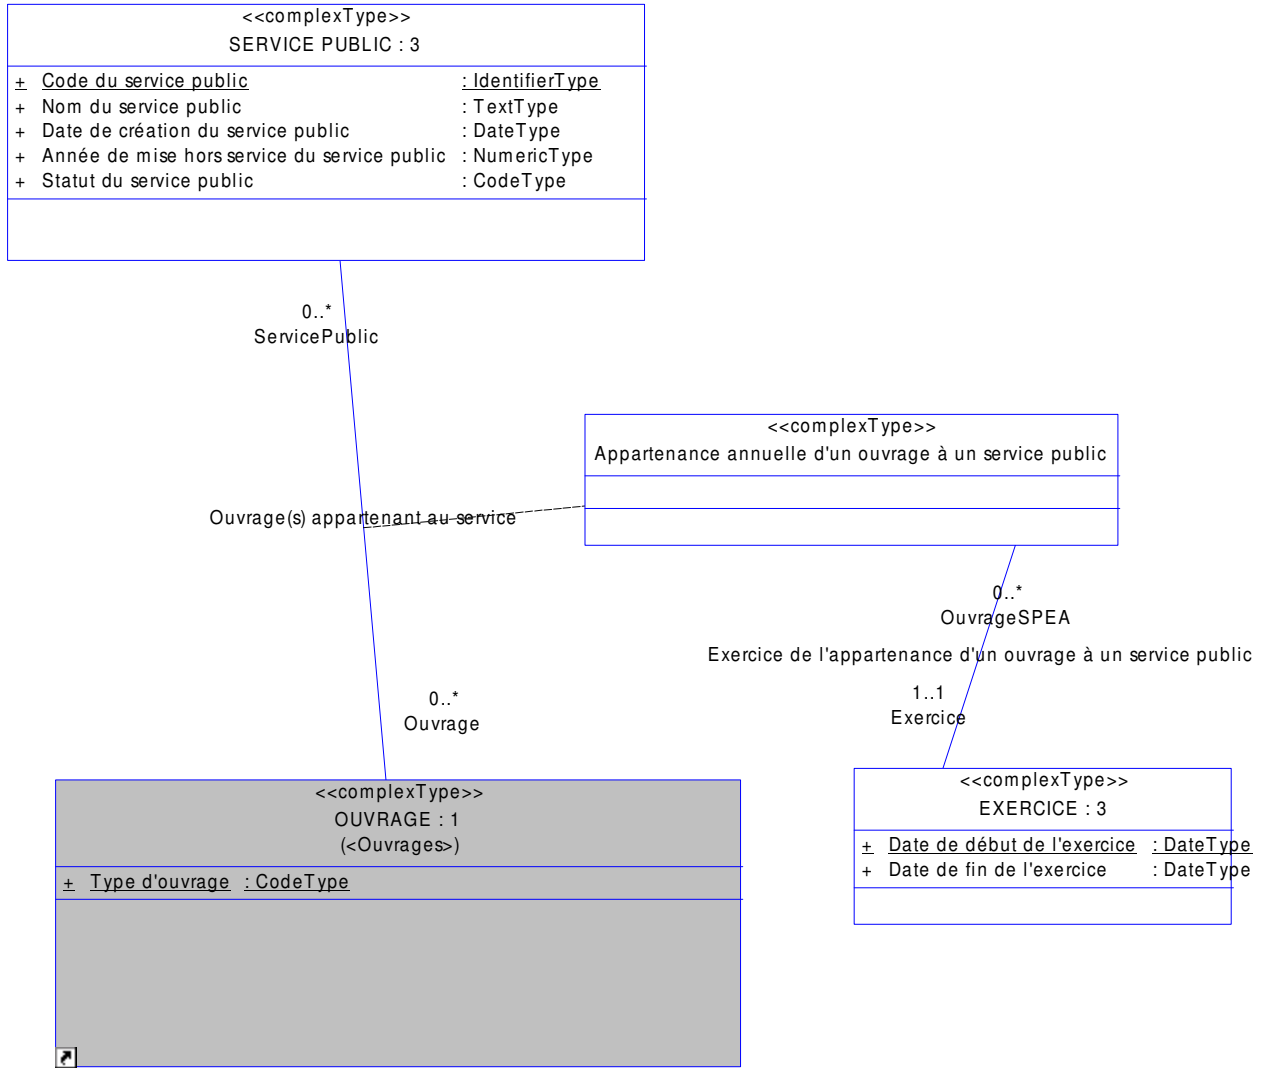 <<complexType>>
SERVICE PUBLIC : 3
+ Code du service public : IdentifierType
+ Nom du service public : TextType
+ Date de création du service public : DateType
+ Année de mise hors service du service public : NumericType
+ Statut du service public : CodeType
0..*
ServicePublic
<<complexType>>
Appartenance annuelle d'un ouvrage à un service public
Ouvrage(s) appartenant au service
0..*
OuvrageSPEA
Exercice de l'appartenance d'un ouvrage à un service public
1..1
Exercice
0..*
Ouvrage
<<complexType>>
OUVRAGE : 1
(<Ouvrages>)
+ Type d'ouvrage : CodeType
<<complexType>>
EXERCICE : 3
+ Date de début de l'exercice : DateType
+ Date de fin de l'exercice : DateType